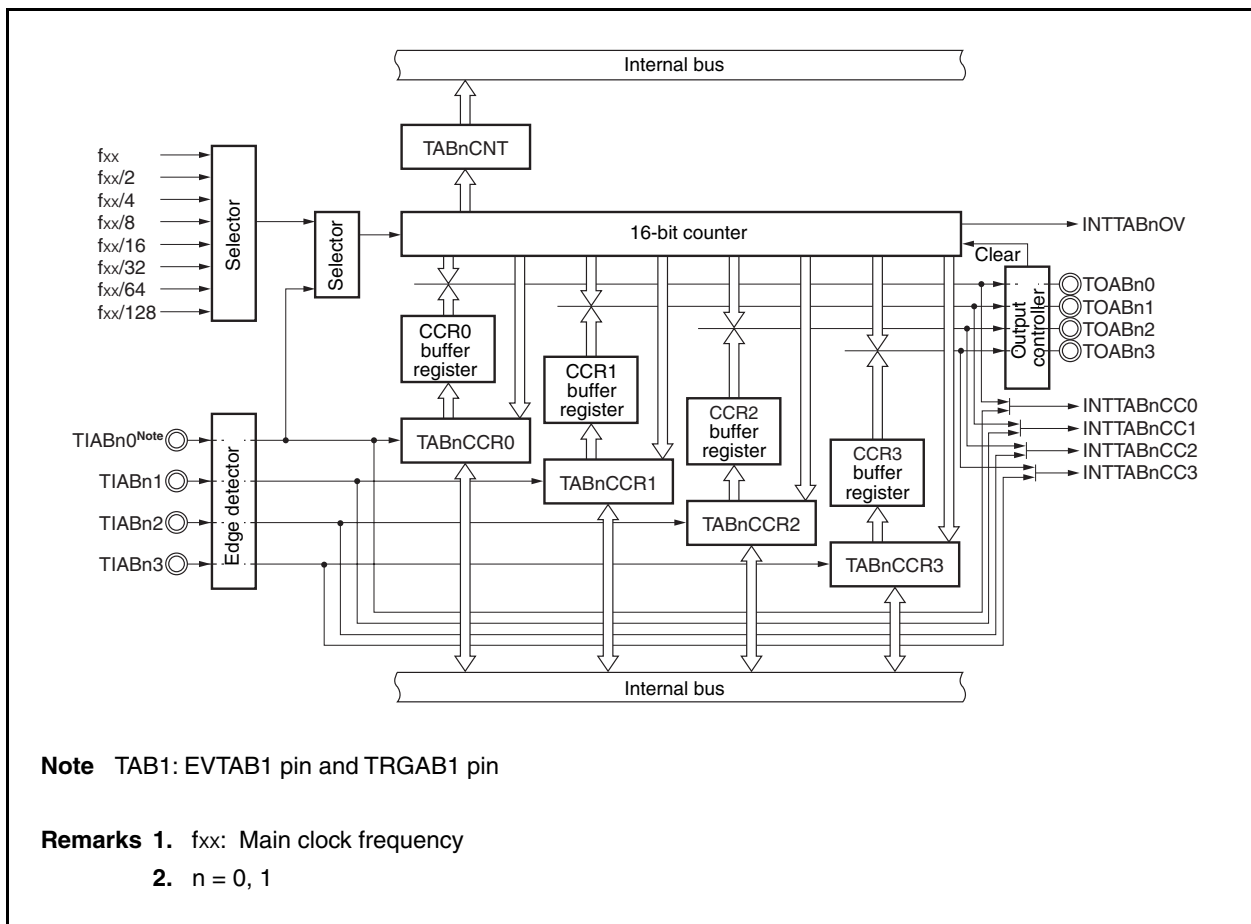 Internal bus
TABnCNT
fxx
fxx/2
fxx/4
fxx/8
fxx/16
fxx/32
fxx/64
fxx/128
Selector
Selector
16-bit counter
INTTABnOV
Clear
Output
controller
TOABn0
TOABn1
TOABn2
TOABn3
CCR0
buffer
register
CCR1
buffer
register
CCR2
buffer
register
CCR3
buffer
register
INTTABnCC0
INTTABnCC1
INTTABnCC2
INTTABnCC3
TIABn0Note
TIABn1
TIABn2
TIABn3
Edge detector
TABnCCR0
TABnCCR1
TABnCCR2
TABnCCR3
Internal bus
Note TAB1: EVTAB1 pin and TRGAB1 pin
Remarks 1. fxx: Main clock frequency
2. n = 0, 1